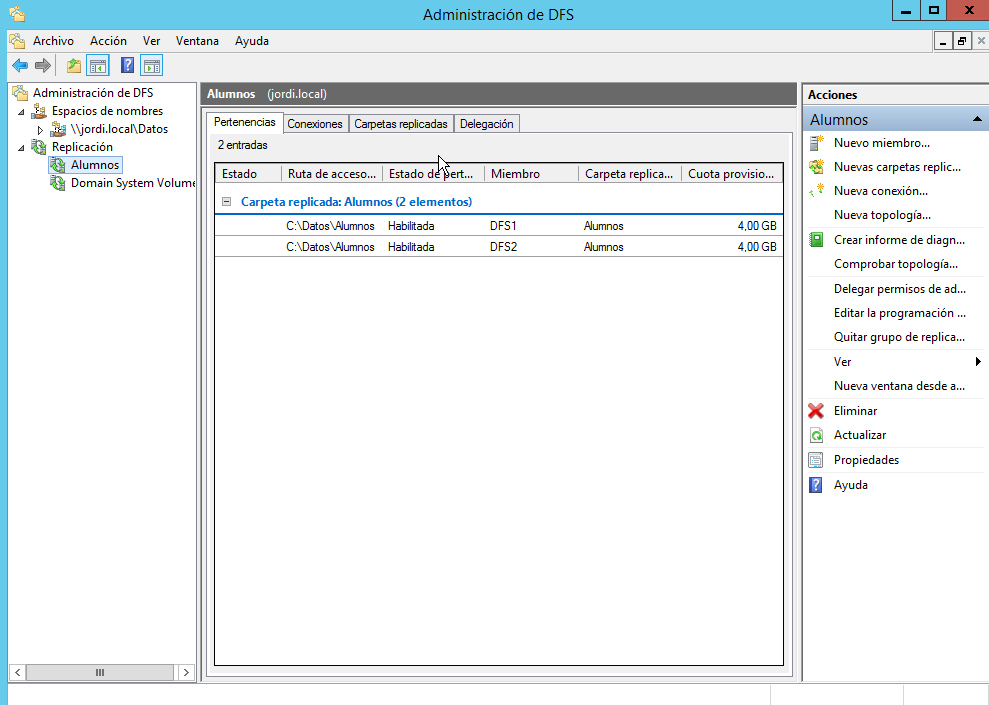 Administración de DFS
Archivo Acción Ver Ventana Ayuda
Administración de DFS
Espacios de nombres
\\jordi.local\Datos
Replicación
Alumnos
Domain System Volume
Alumnos (jordi.local)
Pertenencias Conexiones Carpetas replicadas Delegación
2 entradas
Estado Ruta de acceso... Estado de pert... Miembro Carpeta replica... Cuota provisio...
Carpeta replicada: Alumnos (2 elementos)
C:\Datos\Alumnos Habilitada DFS1 Alumnos 4,00 GB
C:\Datos\Alumnos Habilitada DFS2 Alumnos 4,00 GB
Acciones
Alumnos
Nuevo miembro...
Nuevas carpetas replic...
Nueva conexión...
Nueva topología...
Crear informe de diagn...
Comprobar topología...
Delegar permisos de ad...
Editar la programación ...
Quitar grupo de replica...
Ver
Nueva ventana desde a...
Eliminar
Actualizar
Propiedades
Ayuda